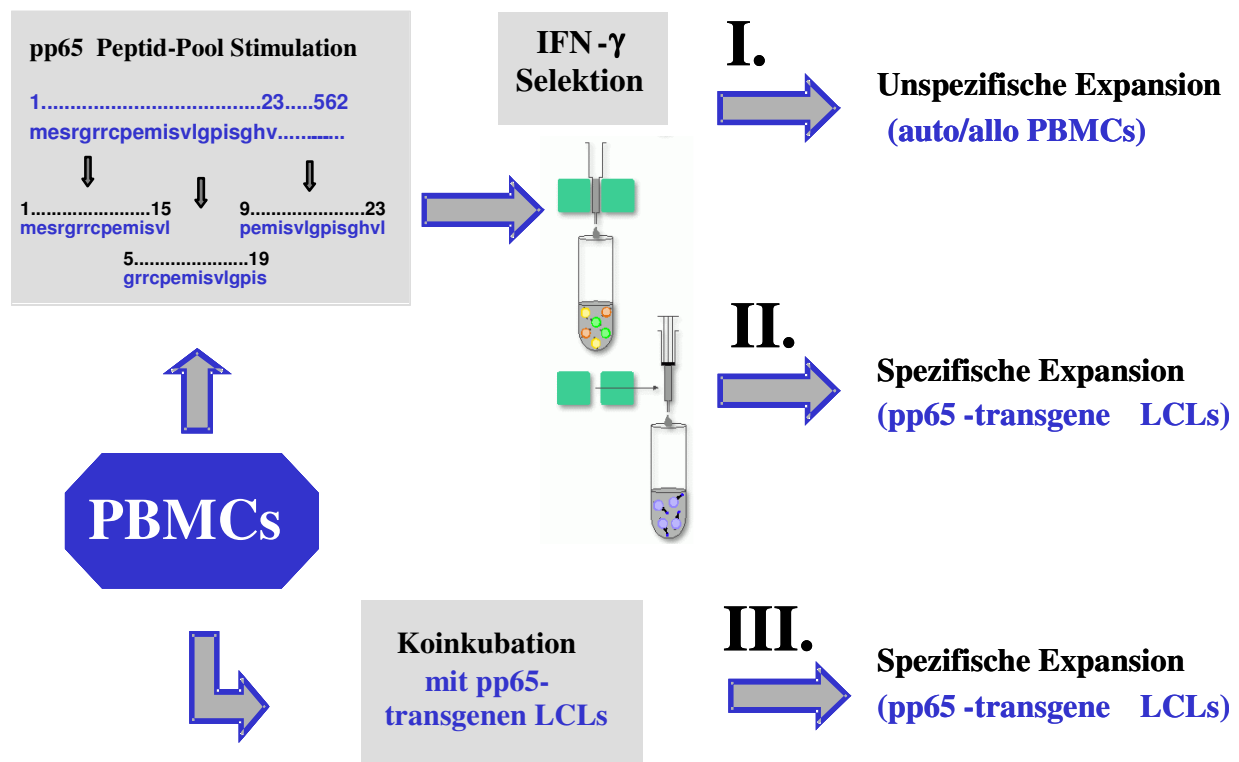 pp65 Peptid-Pool Stimulation
1....................................23.....562
mesrgrrcpemisvlgpisghv............
1.......................15
mesrgrrcpemisvl
9......................23
pemisvlgpisghvl
5......................19
grrcpemisvlgpis
IFN -γ
Selektion
I.
Unspezifische Expansion
(auto/allo PBMCs)
II.
Spezifische Expansion
(pp65 -transgene LCLs)
PBMCs
Koinkubation
mit pp65-
transgenen LCLs
III.
Spezifische Expansion
(pp65 -transgene LCLs)